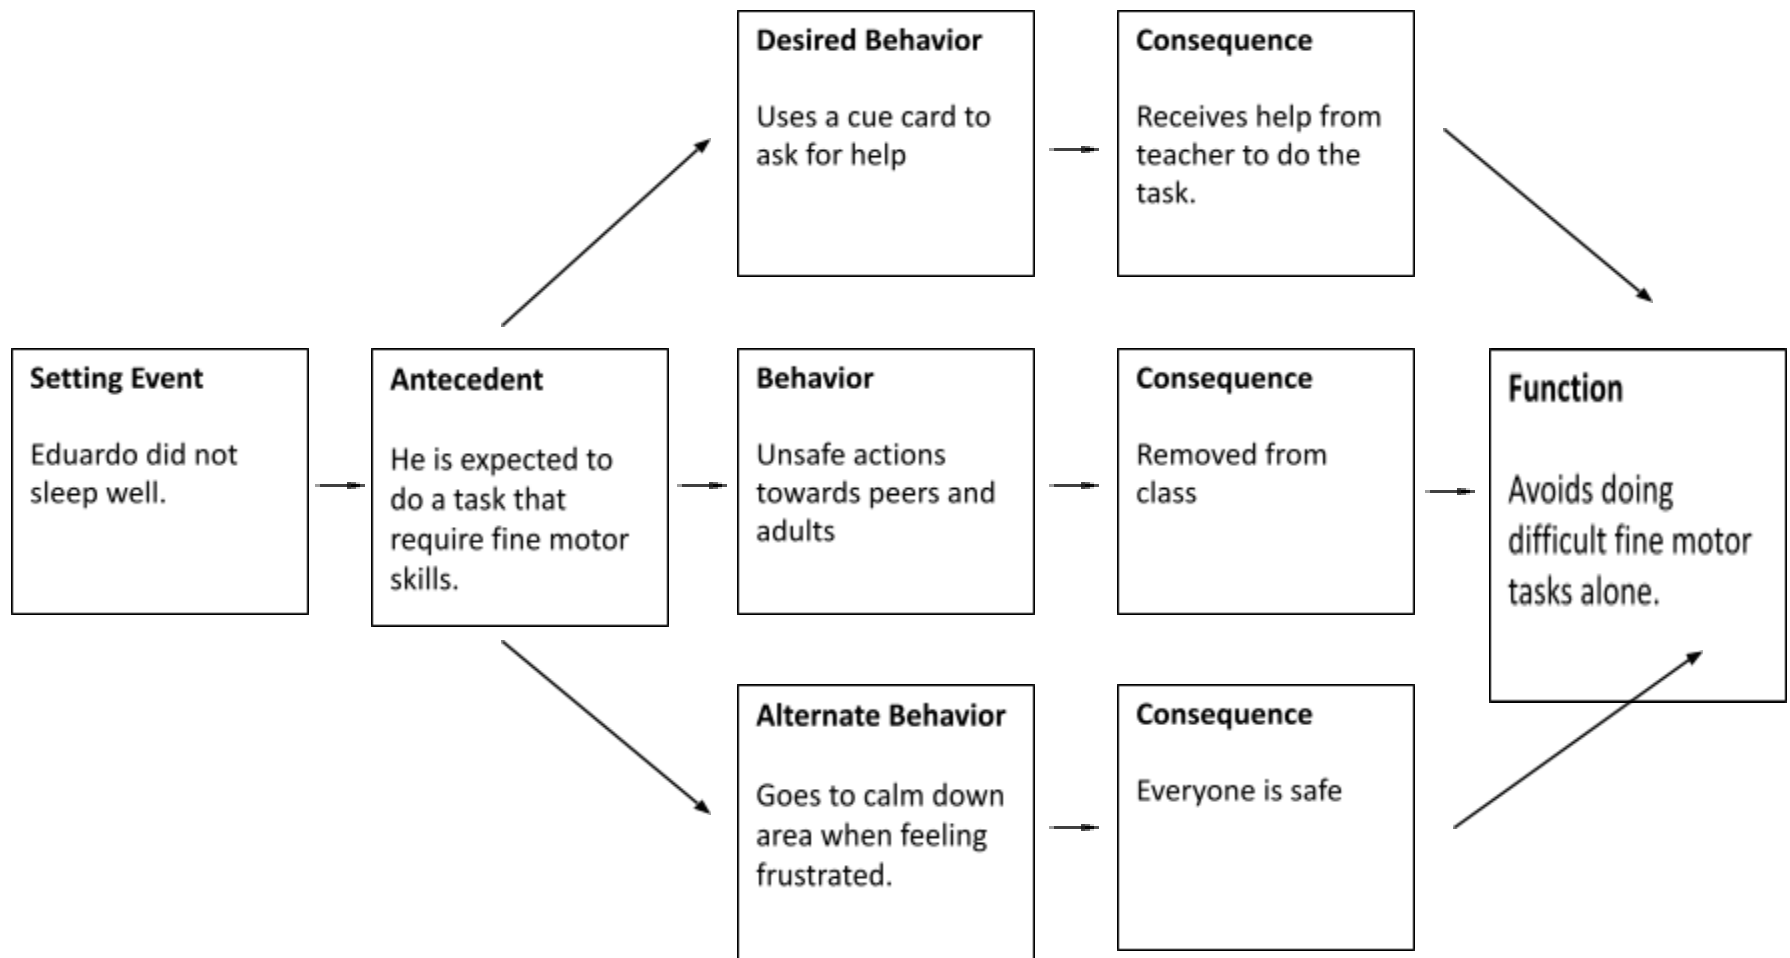 Desired Behavior
Uses a cue card to
ask for help
Consequence
Receives help from
teacher to do the
task.
Setting Event
Eduardo did not
sleep well.
Antecedent
He is expected to
do a task that
require fine motor
skills.
Behavior
Unsafe actions
towards peers and
adults
Consequence
Removed from
class
Function
Avoids doing
difficult fine motor
tasks alone.
Alternate Behavior
Goes to calm down
area when feeling
frustrated.
Consequence
Everyone is safe